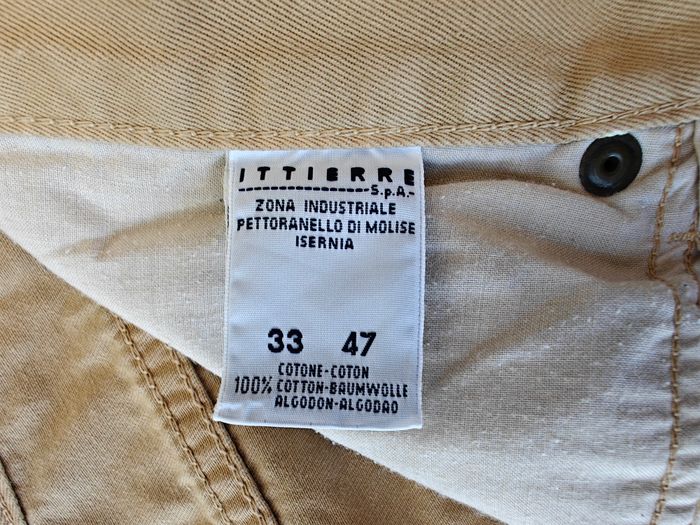 ITTIERRE
S.p.A.-
ZONA INDUSTRIALE
PETTORANELLO DI MOLISE
ISERNIA
33 47
COTONE-COTON
100% COTTON-BAUMWOLLE
ALGODON-ALGODAO